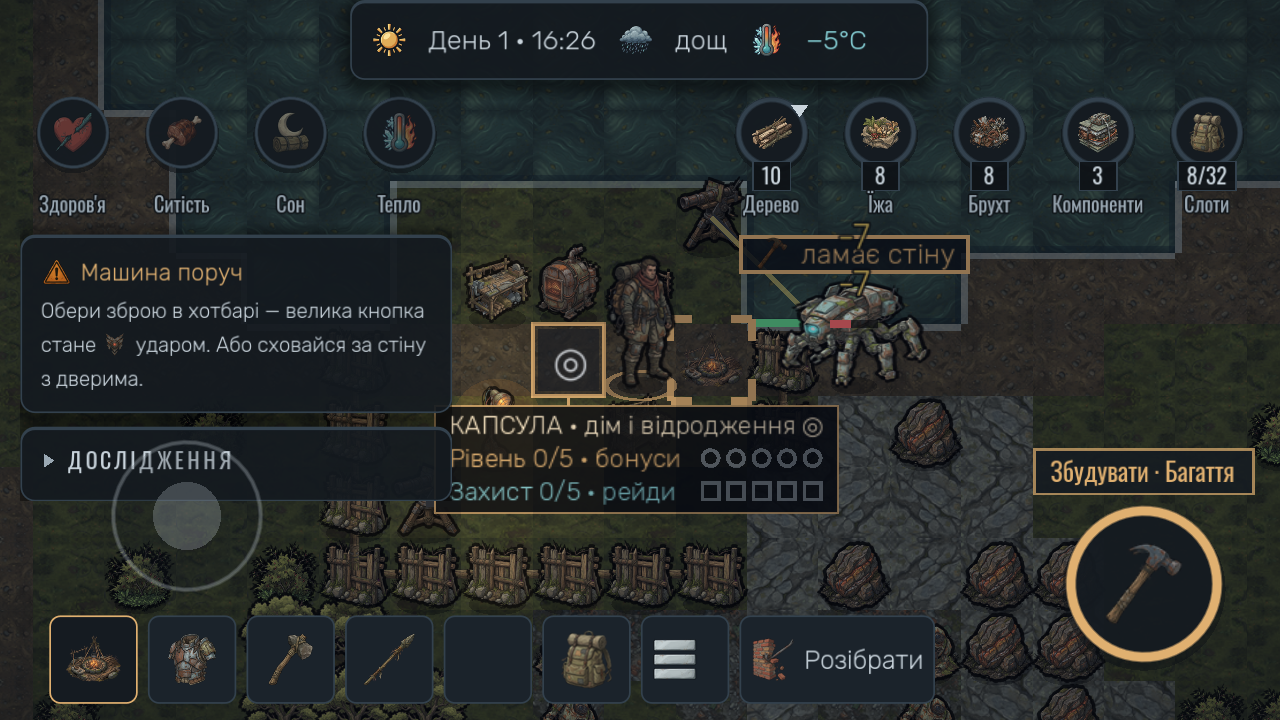 День 1 • 16:26 дощ −5°C
10 8 8 3 8/32
Здоров'я Ситість Сон Тепло Дерево Їжа Брухт Компоненти Слоти
−7
ламає стіну
−7
Машина поруч
Обери зброю в хотбарі — велика кнопка
стане ударом. Або сховайся за стіну
з дверима.
КАПСУЛА • дім і відродження
Рівень 0/5 • бонуси
Захист 0/5 • рейди
ДОСЛІДЖЕННЯ
Збудувати · Багаття
Розібрати